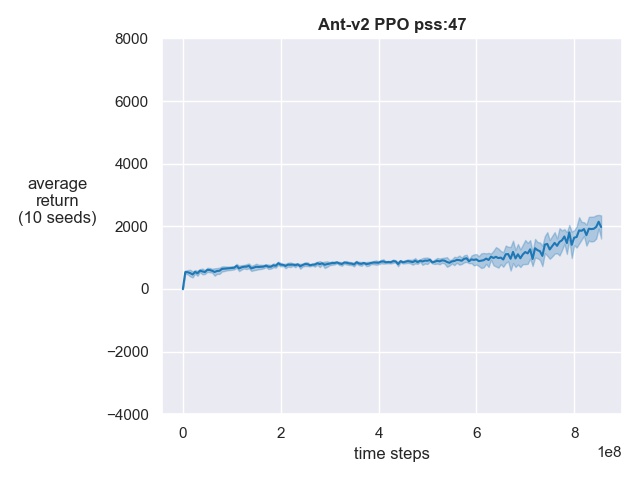 Ant-v2 PPO pss:47
8000
6000
4000
2000
0
−2000
−4000
average
return
(10 seeds)
0 2 4 6 8
1e8
time steps